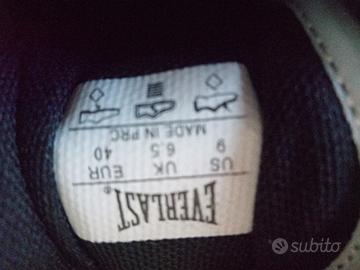 EVERLAST®
US UK EUR
9 6.5 40
MADE IN PRC
subito